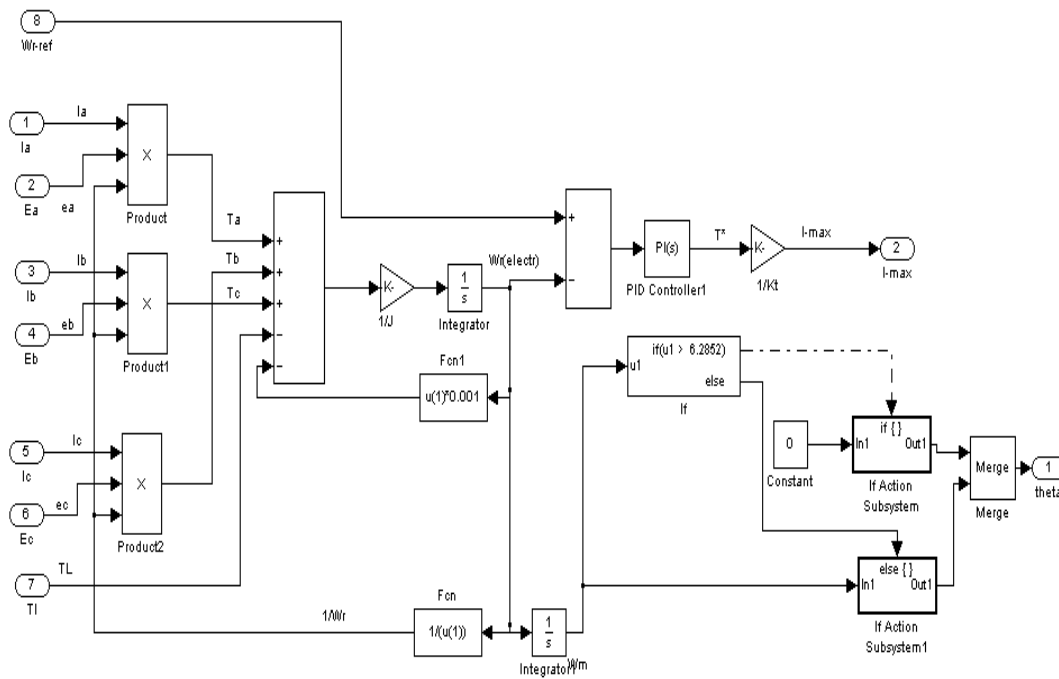 8
Wr-ref
Ia
1
Ia
X
2
Ea
ea
Product
Ta
+
Ib
3
Ib
Tb
+
X
Tc
+
eb
4
Eb
Product1
−
−
K-
1/J
1
s
Integrator
Wr(electr)
+
−
PI(s)
PID Controller1
T*
K-
1/Kt
I-max
2
I-max
Fcn1
u(1)*0.001
u1
if(u1 > 6.2852)
else
If
Ic
5
Ic
X
ec
6
Ec
Product2
0
Constant
if { }
In1
Out1
If Action
Subsystem
Merge
Merge
1
theta
TL
7
Tl
else { }
In1
Out1
If Action
Subsystem1
1/Wr
Fcn
1/(u(1))
1
s
Integrator1
Wm